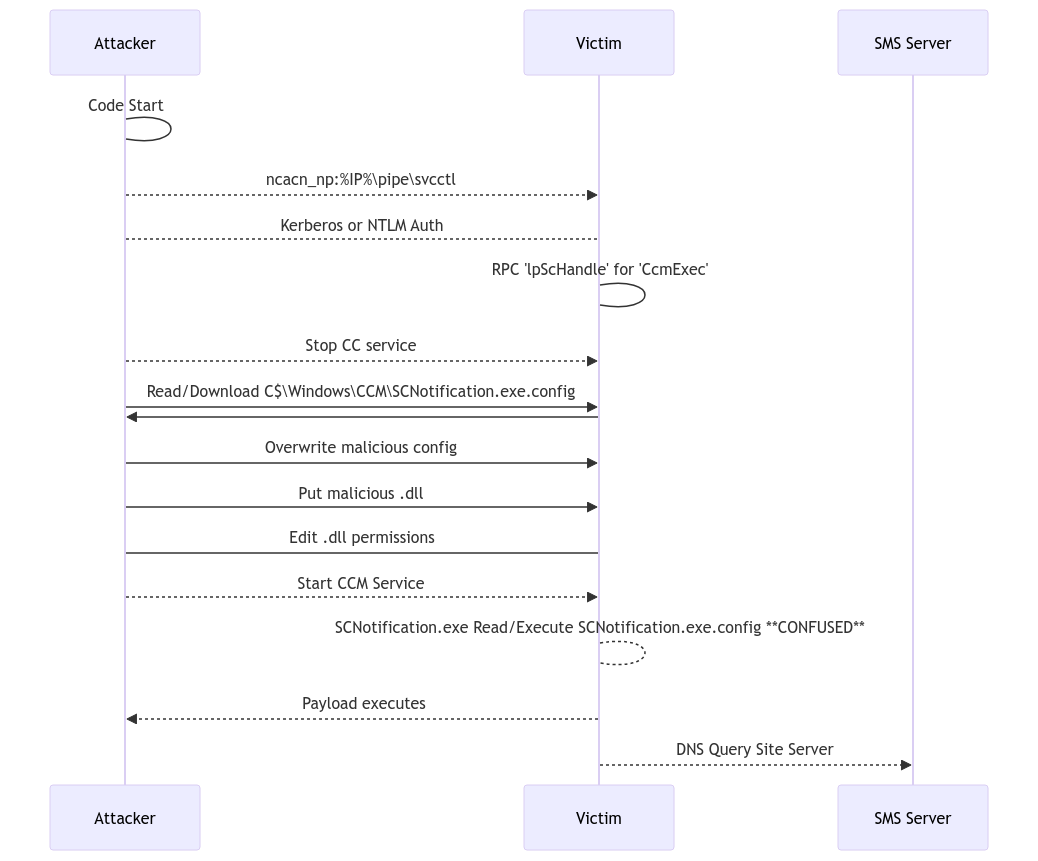 Attacker
Victim
SMS Server
Code Start
ncacn_np:%IP%\pipe\svcctl
Kerberos or NTLM Auth
RPC 'lpScHandle' for 'CcmExec'
Stop CC service
Read/Download C$\Windows\CCM\SCNotification.exe.config
Overwrite malicious config
Put malicious .dll
Edit .dll permissions
Start CCM Service
SCNotification.exe Read/Execute SCNotification.exe.config **CONFUSED**
Payload executes
DNS Query Site Server
Attacker
Victim
SMS Server